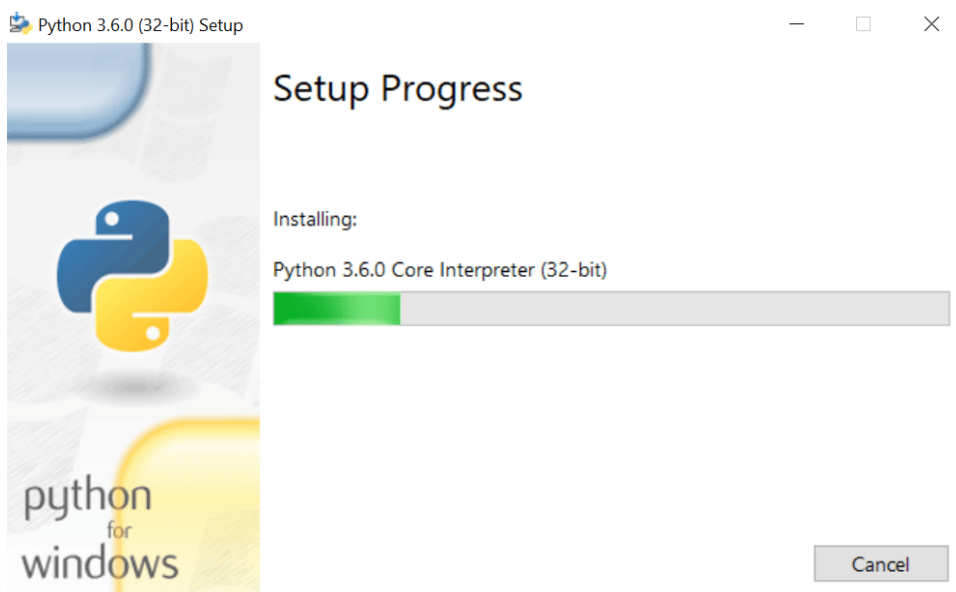 Python 3.6.0 (32-bit) Setup
Setup Progress
Installing:
Python 3.6.0 Core Interpreter (32-bit)
python
for
windows
Cancel